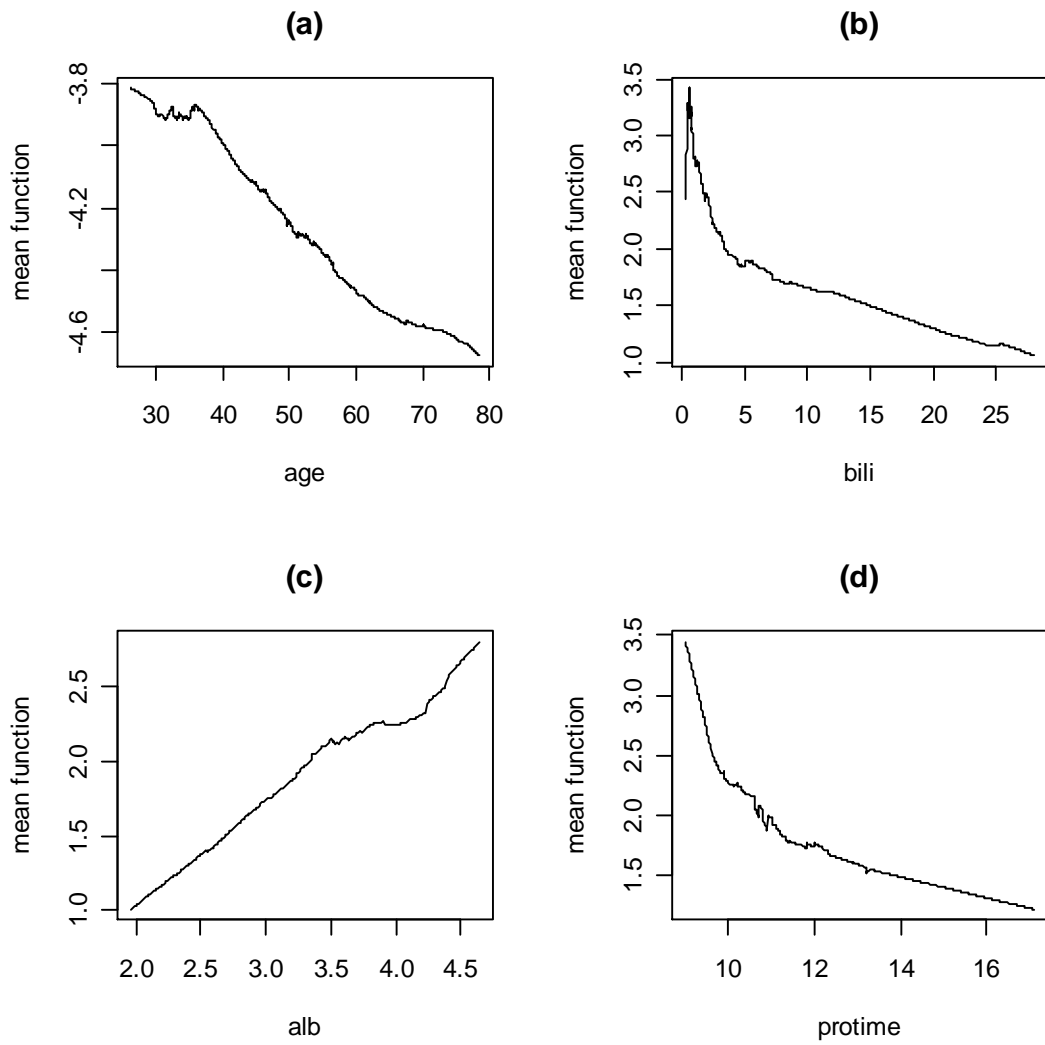 (a)
mean function
-3.8
-4.2
-4.6
30 40 50 60 70 80
age
(b)
mean function
3.5
3.0
2.5
2.0
1.5
1.0
0 5 10 15 20 25
bili
(c)
mean function
2.5
2.0
1.5
1.0
2.0 2.5 3.0 3.5 4.0 4.5
alb
(d)
mean function
3.5
3.0
2.5
2.0
1.5
10 12 14 16
protime